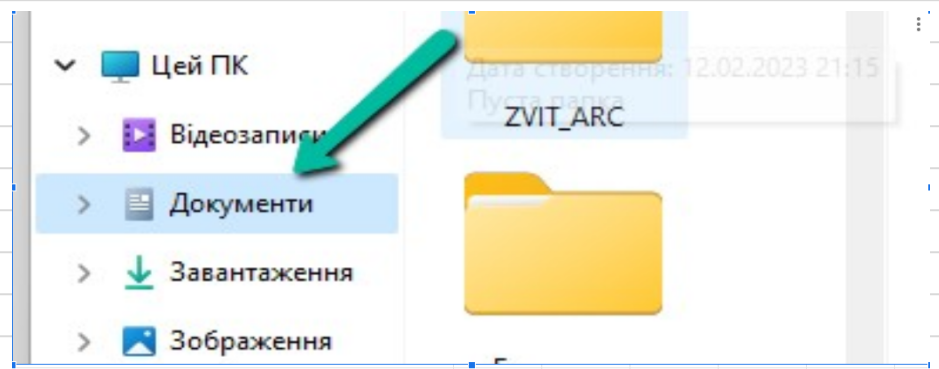 Цей ПК
Відеозаписи
Документи
Завантаження
Зображення
Дата створення: 12.02.2023 21:15
Пуста папка
ZVIT_ARC